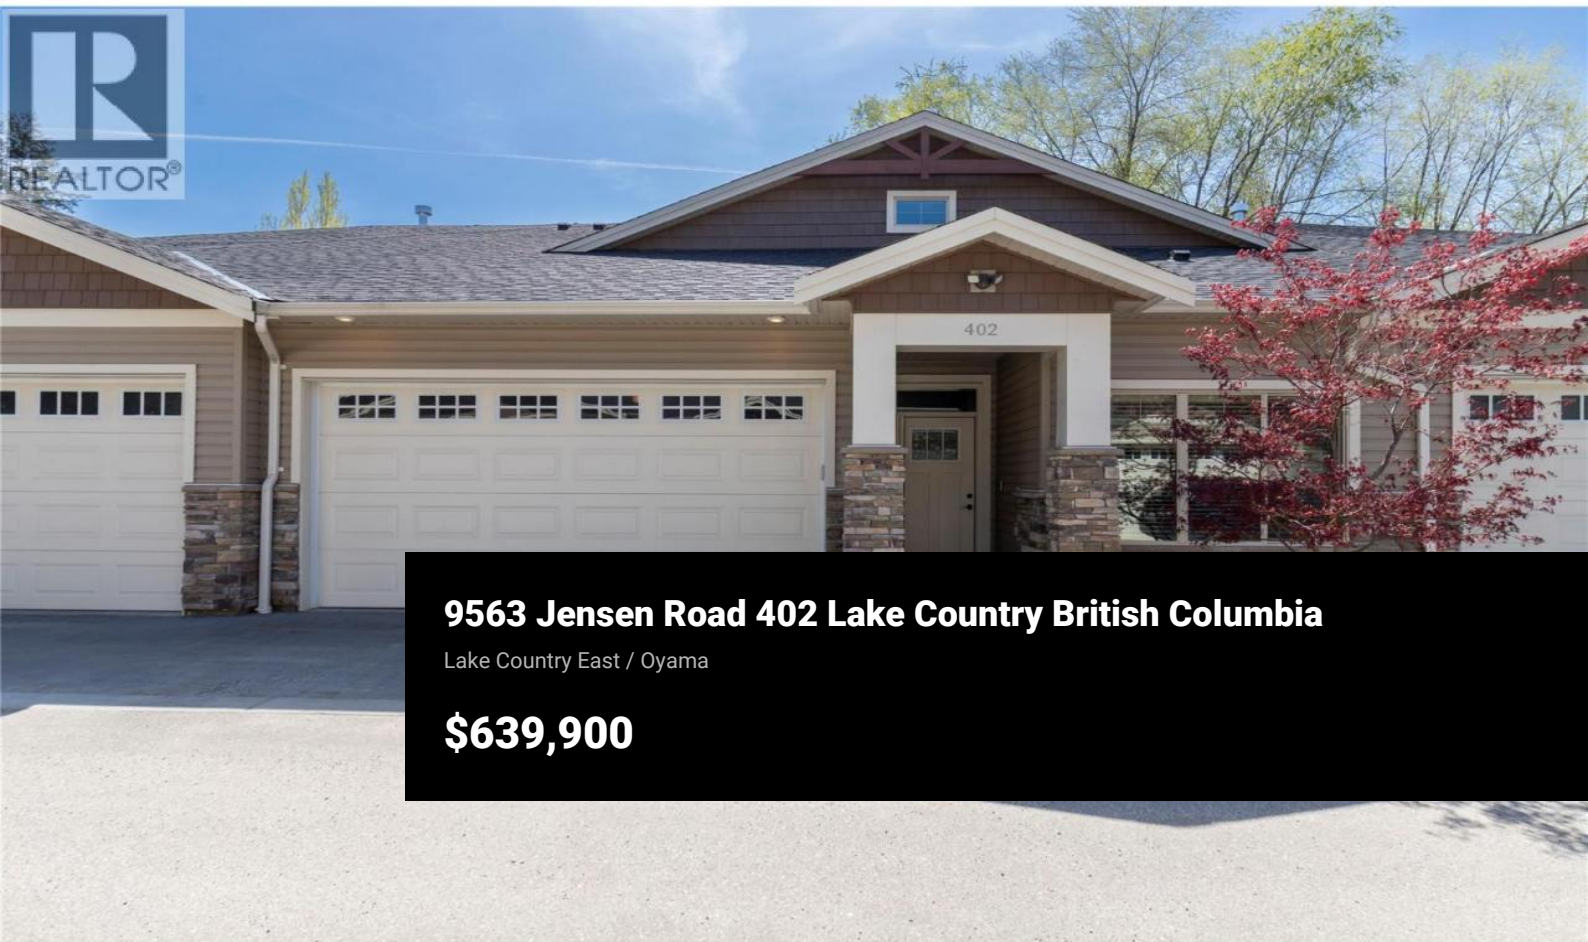 R
REALTOR®
402
9563 Jensen Road 402 Lake Country British Columbia
Lake Country East / Oyama
$639,900